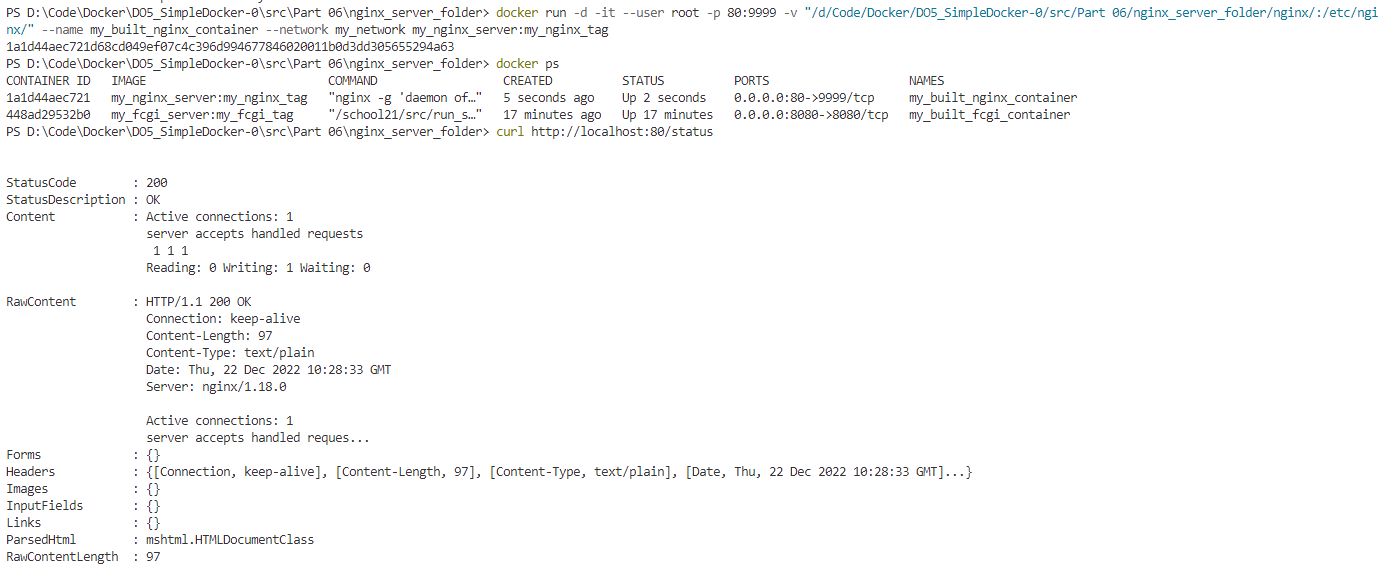 PS D:\Code\Docker\DO5_SimpleDocker-0\src\Part 06\nginx_server_folder> docker run -d -it --user root -p 80:9999 -v "/d/Code/Docker/DO5_SimpleDocker-0/src/Part 06/nginx_server_folder/nginx/:/etc/ngi
nx/" --name my_built_nginx_container --network my_network my_nginx_server:my_nginx_tag
1a1d44aec721d68cd049ef07c4c396d994677846020011b0d3dd305655294a63
PS D:\Code\Docker\DO5_SimpleDocker-0\src\Part 06\nginx_server_folder> docker ps
CONTAINER ID   IMAGE                          COMMAND                  CREATED          STATUS          PORTS                    NAMES
1a1d44aec721   my_nginx_server:my_nginx_tag   "nginx -g 'daemon of…"   5 seconds ago    Up 2 seconds    0.0.0.0:80->9999/tcp     my_built_nginx_container
448ad29532b0   my_fcgi_server:my_fcgi_tag     "/school21/src/run_s…"   17 minutes ago   Up 17 minutes   0.0.0.0:8080->8080/tcp   my_built_fcgi_container
PS D:\Code\Docker\DO5_SimpleDocker-0\src\Part 06\nginx_server_folder> curl http://localhost:80/status
StatusCode        : 200
StatusDescription : OK
Content           : Active connections: 1
                    server accepts handled requests
                     1 1 1
                    Reading: 0 Writing: 1 Waiting: 0
RawContent        : HTTP/1.1 200 OK
                    Connection: keep-alive
                    Content-Length: 97
                    Content-Type: text/plain
                    Date: Thu, 22 Dec 2022 10:28:33 GMT
                    Server: nginx/1.18.0
                    Active connections: 1
                    server accepts handled reques...
Forms             : {}
Headers           : {[Connection, keep-alive], [Content-Length, 97], [Content-Type, text/plain], [Date, Thu, 22 Dec 2022 10:28:33 GMT]...}
Images            : {}
InputFields       : {}
Links             : {}
ParsedHtml        : mshtml.HTMLDocumentClass
RawContentLength  : 97